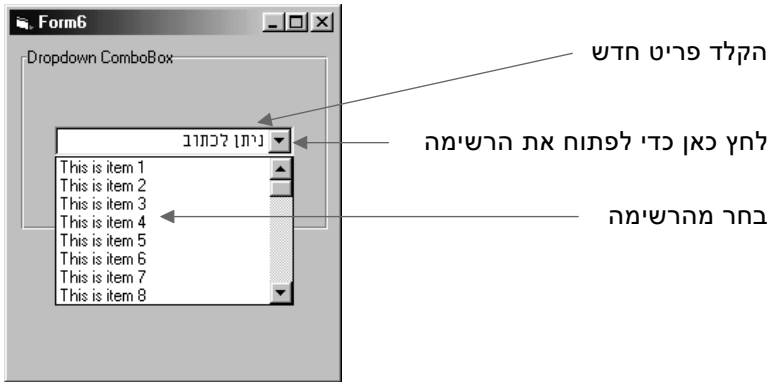 Form6
Dropdown ComboBox
ניתן לכתוב
This is item 1
This is item 2
This is item 3
This is item 4
This is item 5
This is item 6
This is item 7
This is item 8
הקלד פריט חדש
לחץ כאן כדי לפתוח את הרשימה
בחר מהרשימה